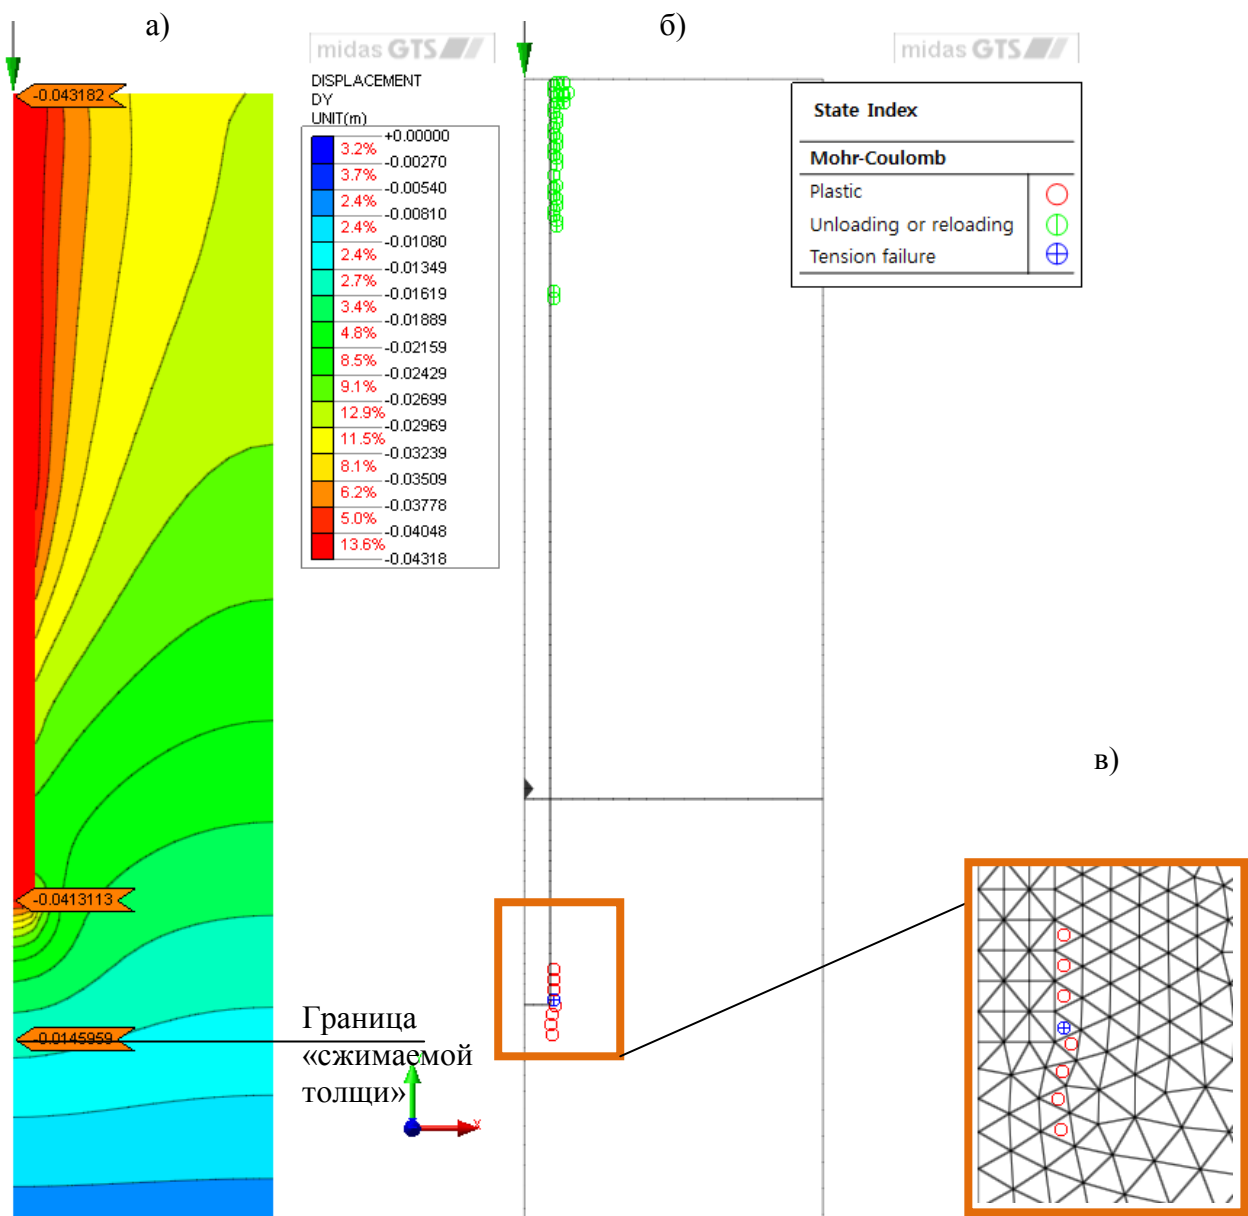 а)
б)
midas GTS
midas GTS
-0.043182
DISPLACEMENT
DY
UNIT(m)
+0.00000
3.2%
-0.00270
3.7%
-0.00540
2.4%
-0.00810
2.4%
-0.01080
2.4%
-0.01349
2.7%
-0.01619
3.4%
-0.01889
4.8%
-0.02159
8.5%
-0.02429
9.1%
-0.02699
12.9%
-0.02969
11.5%
-0.03239
8.1%
-0.03509
6.2%
-0.03778
5.0%
-0.04048
13.6%
-0.04318
State Index
Mohr-Coulomb
Plastic
Unloading or reloading
Tension failure
в)
-0.0413113
-0.0145959
Граница
«сжимаемой
толщи»
x